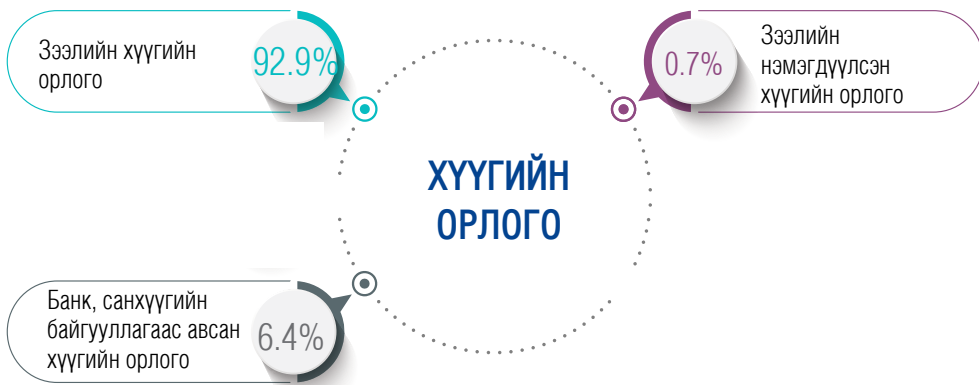 Зээлийн хүүгийн
орлого
92.9%
0.7%
Зээлийн
нэмэгдүүлсэн
хүүгийн орлого
ХҮҮГИЙН
ОРЛОГО
Банк, санхүүгийн
байгууллагаас авсан
хүүгийн орлого
6.4%